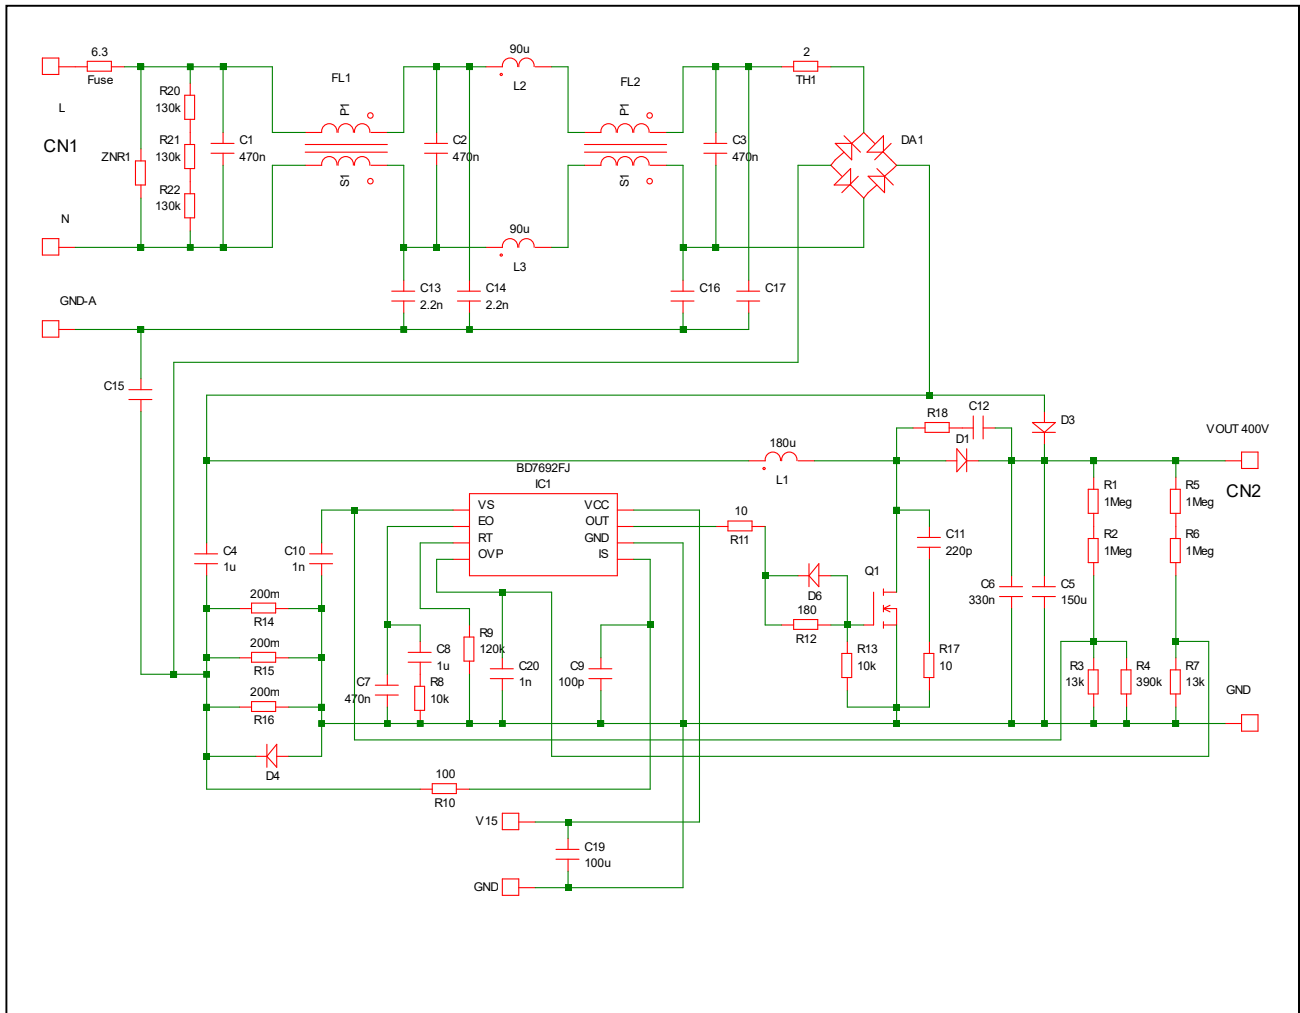 6.3
Fuse
L
CN1
ZNR1
N
GND-A
R20
130k
R21
130k
R22
130k
C1
470n
FL1
P1
S1
C2
470n
90u
L2
90u
L3
C13
2.2n
C14
2.2n
FL2
P1
S1
C3
470n
C16
C17
2
TH1
DA1
C15
R18
C12
D1
D3
VOUT 400V
CN2
180u
L1
BD7692FJ
IC1
VS
EO
RT
OVP
VCC
OUT
GND
IS
10
R11
C4
1u
C10
1n
200m
R14
200m
R15
200m
R16
D4
C7
470n
C8
1u
R8
10k
R9
120k
C20
1n
C9
100p
D6
180
R12
Q1
R13
10k
C11
220p
R17
10
C6
330n
C5
150u
R1
1Meg
R2
1Meg
R5
1Meg
R6
1Meg
R3
13k
R4
390k
R7
13k
GND
100
R10
V15
C19
100u
GND